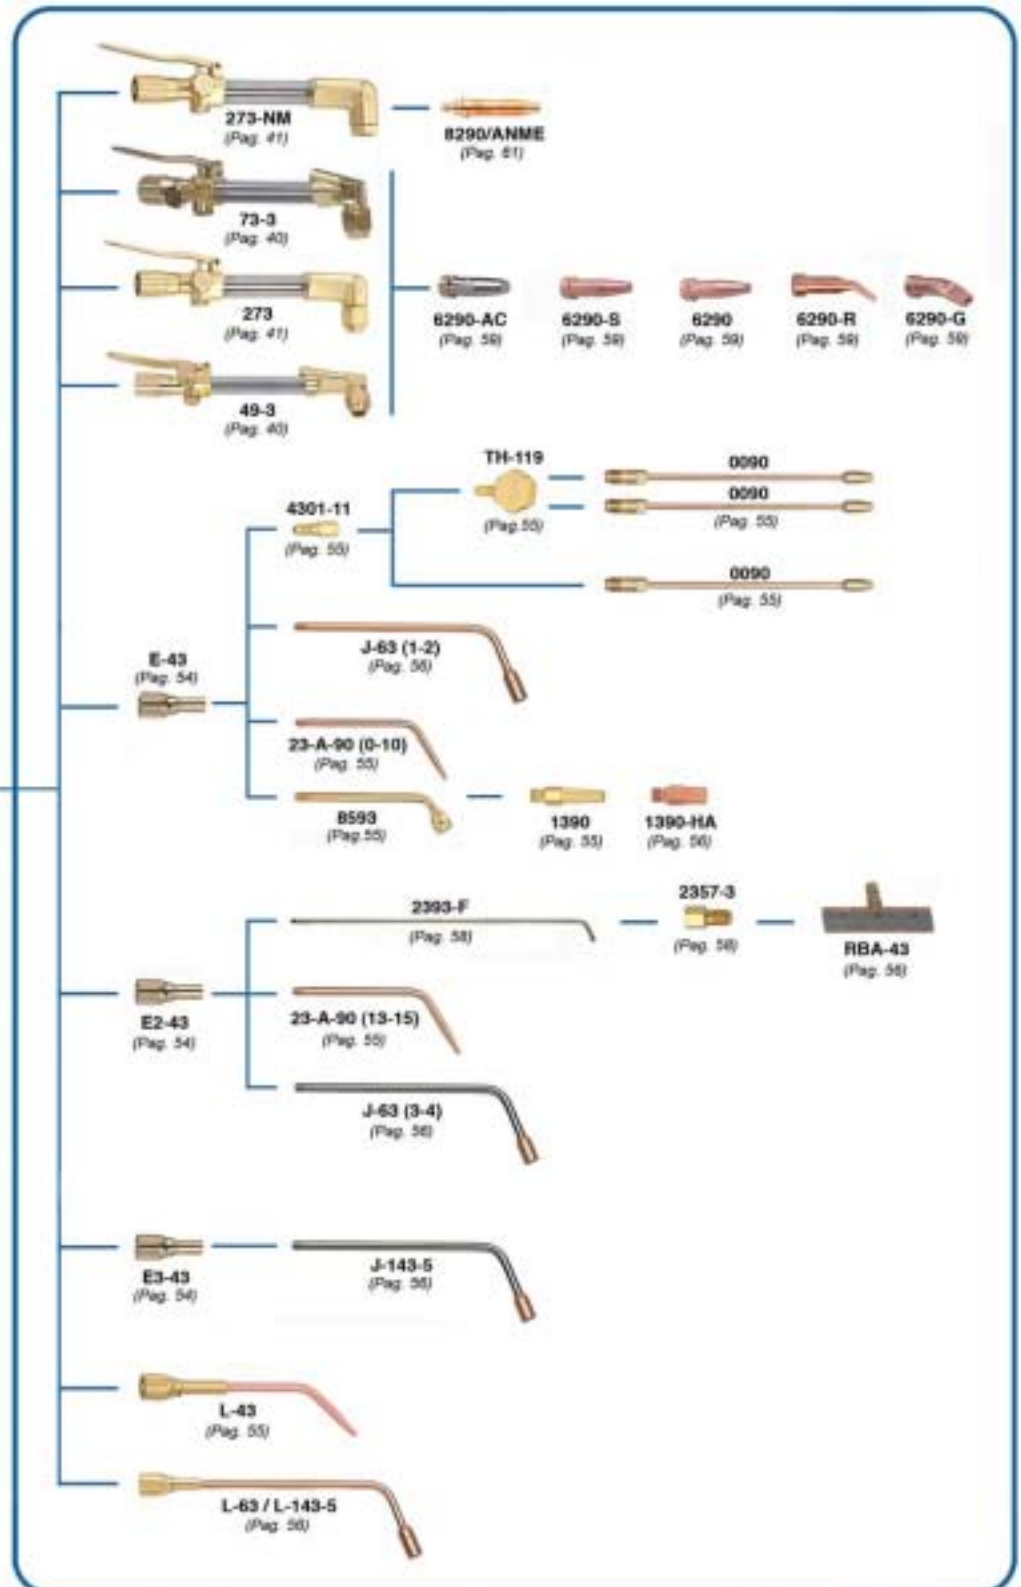 273-NM
(Pag. 41)
8290/ANME
(Pag. 61)
73-3
(Pag. 40)
273
(Pag. 41)
6290-AC
(Pag. 59)
6290-S
(Pag. 59)
6290
(Pag. 59)
6290-R
(Pag. 59)
6290-G
(Pag. 59)
49-3
(Pag. 40)
TH-119
(Pag.55)
0090
0090
(Pag. 55)
4301-11
(Pag. 55)
0090
(Pag. 55)
J-63 (1-2)
(Pag. 56)
E-43
(Pag. 54)
23-A-90 (0-10)
(Pag. 55)
8593
(Pag.55)
1390
(Pag. 55)
1390-HA
(Pag. 56)
2393-F
(Pag. 58)
2357-3
(Pag. 58)
RBA-43
(Pag. 56)
E2-43
(Pag. 54)
23-A-90 (13-15)
(Pag. 55)
J-63 (3-4)
(Pag. 56)
E3-43
(Pag. 54)
J-143-5
(Pag. 56)
L-43
(Pag. 55)
L-63 / L-143-5
(Pag. 56)